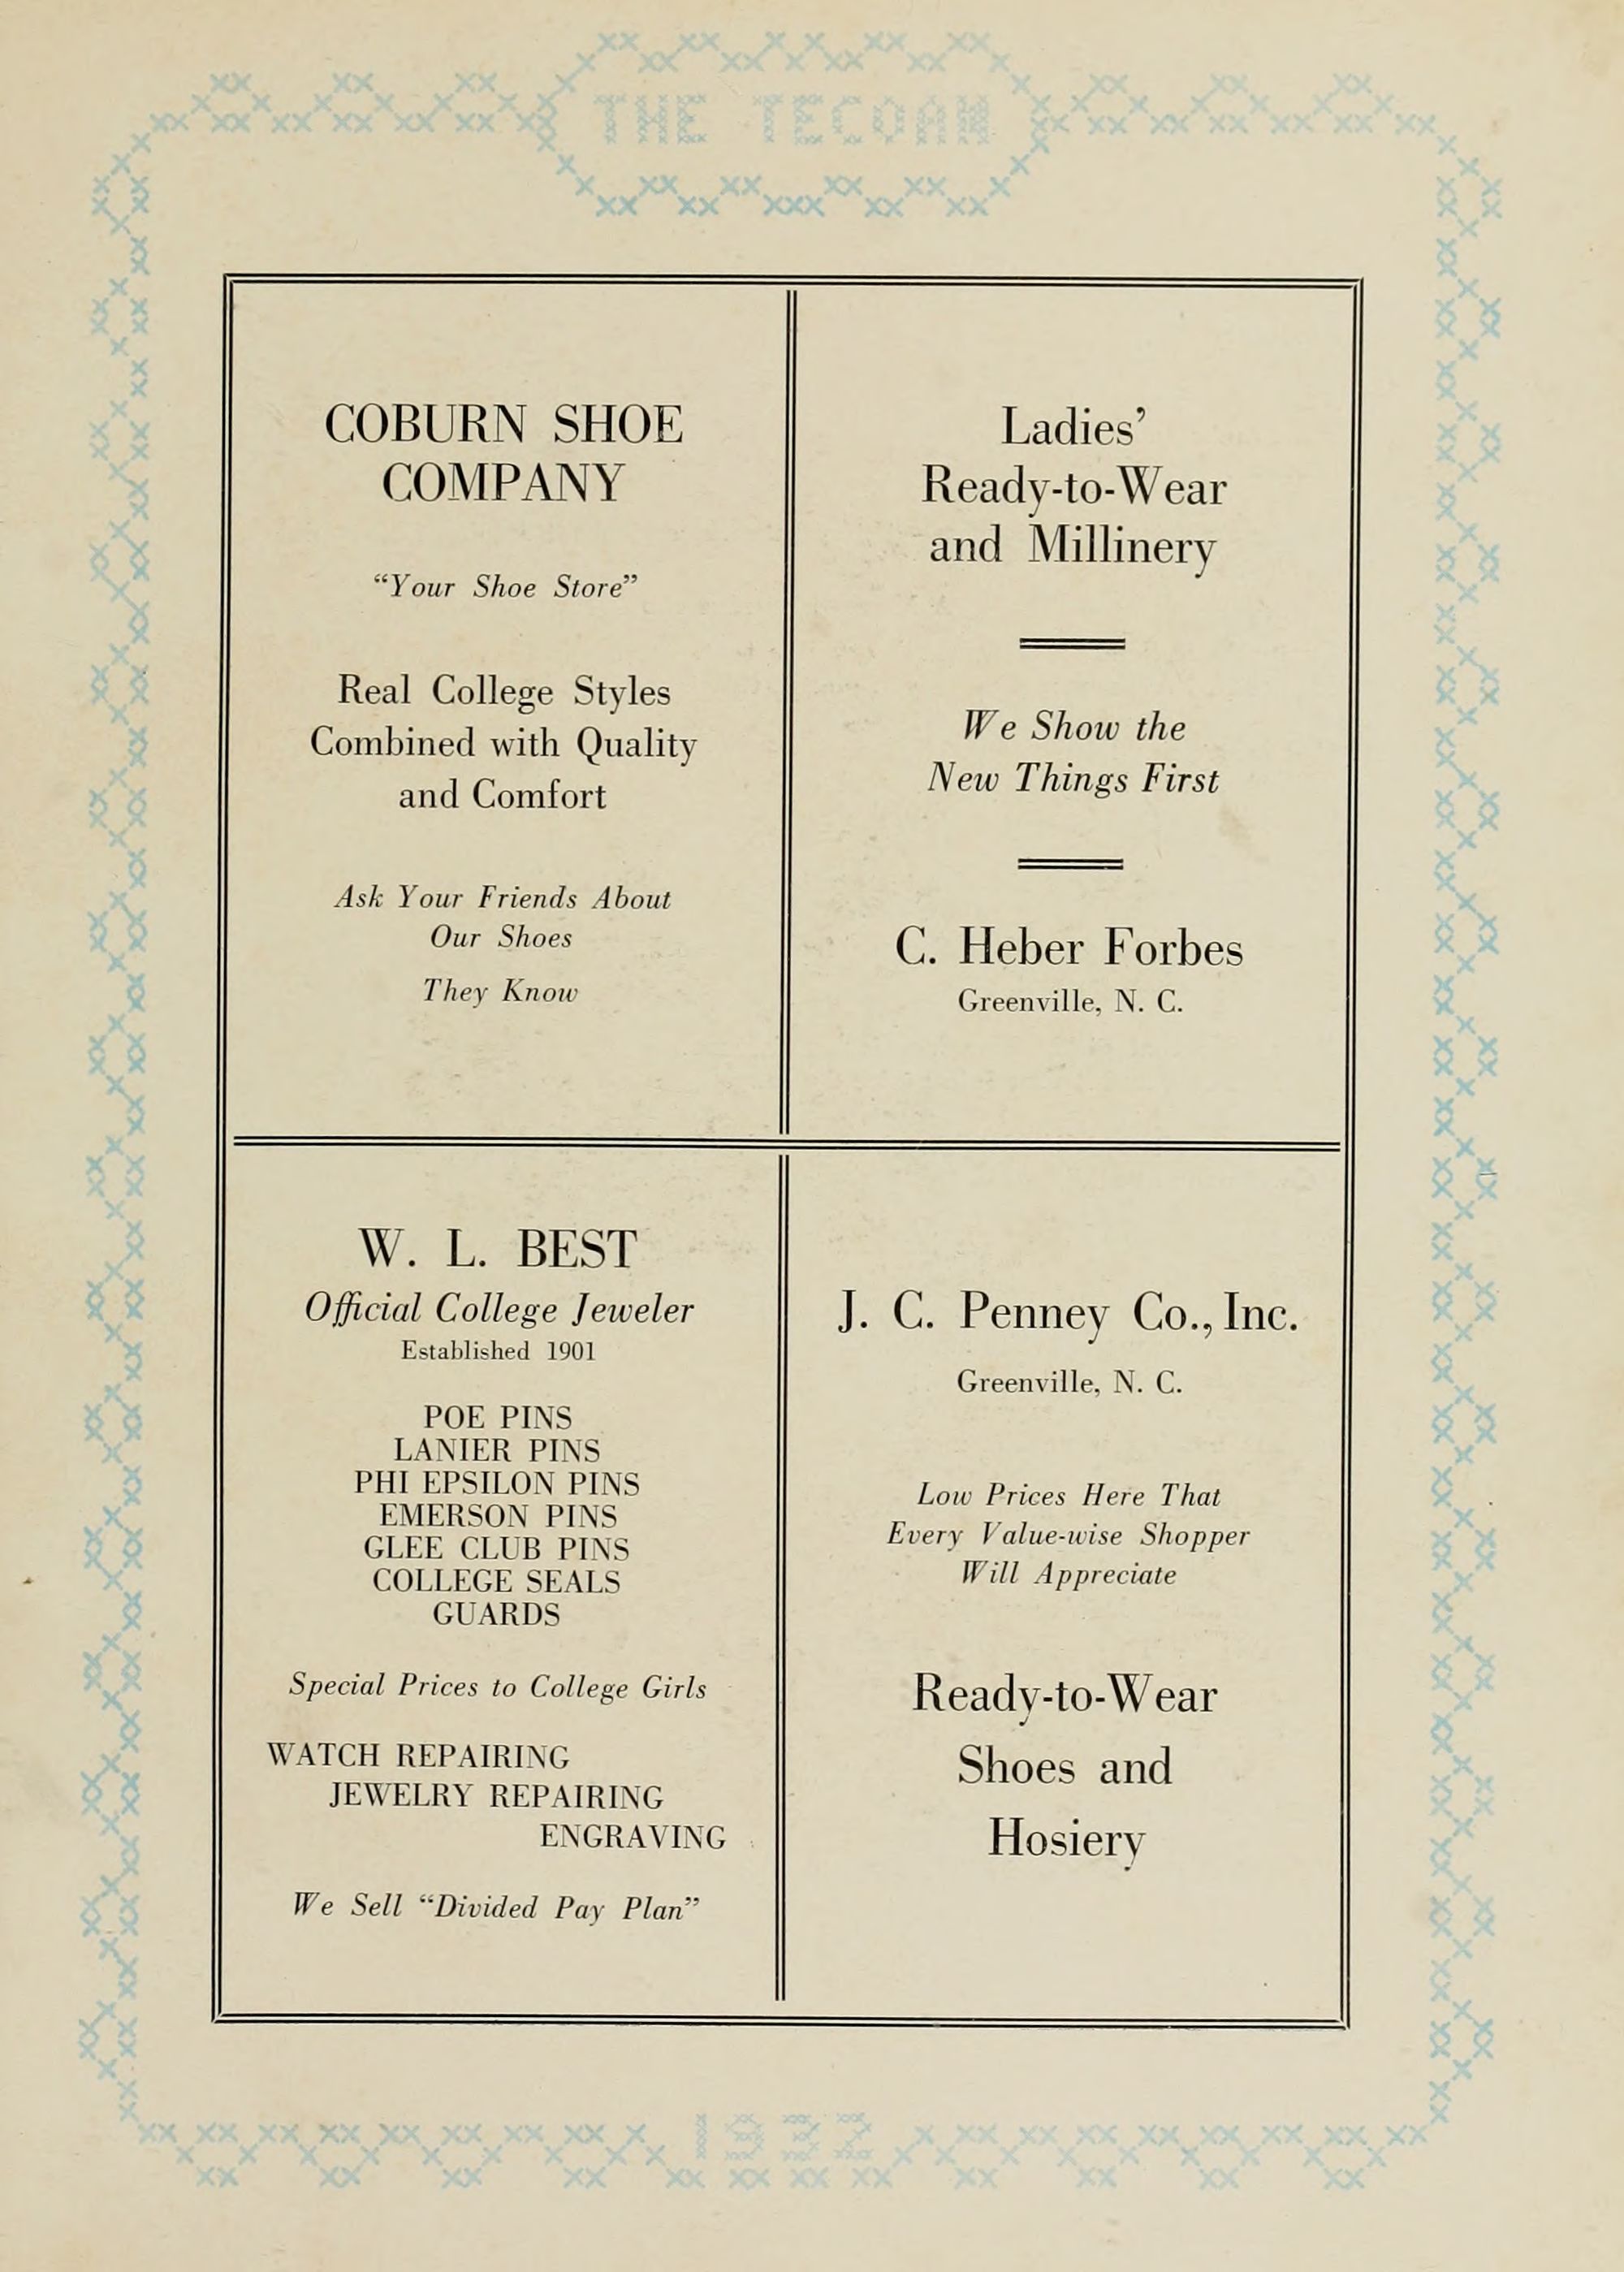 THE TECOAN
COBURN SHOE
COMPANY
“Your Shoe Store”
Real College Styles
Combined with Quality
and Comfort
Ask Your Friends About
Our Shoes
They Know
Ladies’
Ready-to-Wear
and Millinery
We Show the
New Things First
C. Heber Forbes
Greenville, N. C.
W. L. BEST
Official College Jeweler
Established 1901
POE PINS
LANIER PINS
PHI EPSILON PINS
EMERSON PINS
GLEE CLUB PINS
COLLEGE SEALS
GUARDS
Special Prices to College Girls
WATCH REPAIRING
JEWELRY REPAIRING
ENGRAVING
We Sell “Divided Pay Plan”
J. C. Penney Co., Inc.
Greenville, N. C.
Low Prices Here That
Every Value-wise Shopper
Will Appreciate
Ready-to-Wear
Shoes and
Hosiery